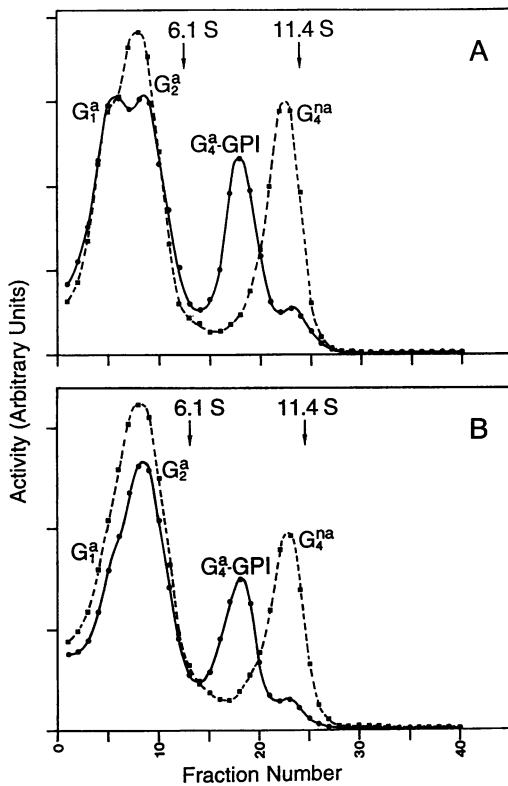 6.1 S 11.4 S
A
G₁ᵃ G₂ᵃ G₄ᵃ-GPI G₄ⁿᵃ
6.1 S 11.4 S
B
G₁ᵃ G₂ᵃ G₄ᵃ-GPI G₄ⁿᵃ
Activity (Arbitrary Units)
0 10 20 30 40
Fraction Number